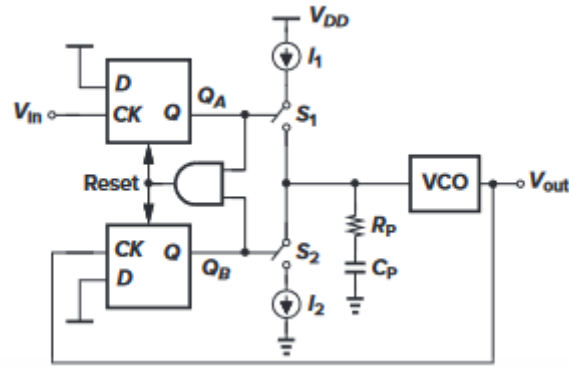 V_DD
I_1
D
CK Q
Q_A
S_1
V_in
Reset
VCO
V_out
R_P
C_P
CK Q
D
Q_B
S_2
I_2